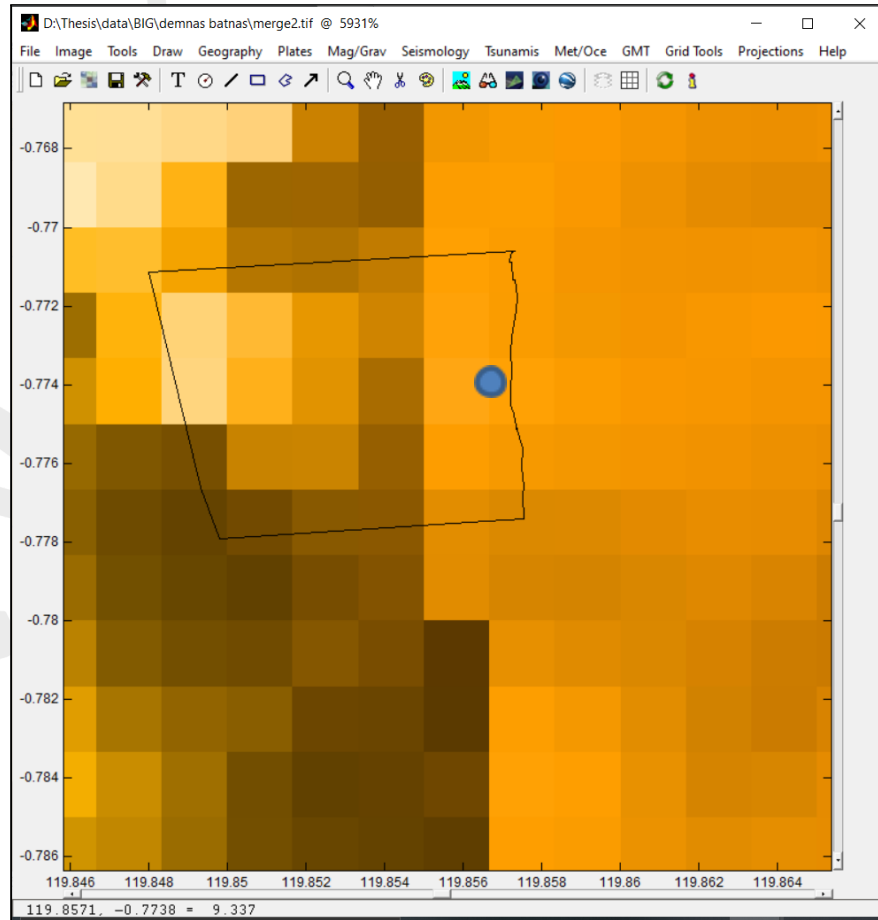 D:\Thesis\data\BIG\demnas batnas\merge2.tif @ 5931%
File Image Tools Draw Geography Plates Mag/Grav Seismology Tsunamis Met/Oce GMT Grid Tools Projections Help
T
-0.768
-0.77
-0.772
-0.774
-0.776
-0.778
-0.78
-0.782
-0.784
-0.786
119.846 119.848 119.85 119.852 119.854 119.856 119.858 119.86 119.862 119.864
119.8571, -0.7738 = 9.337